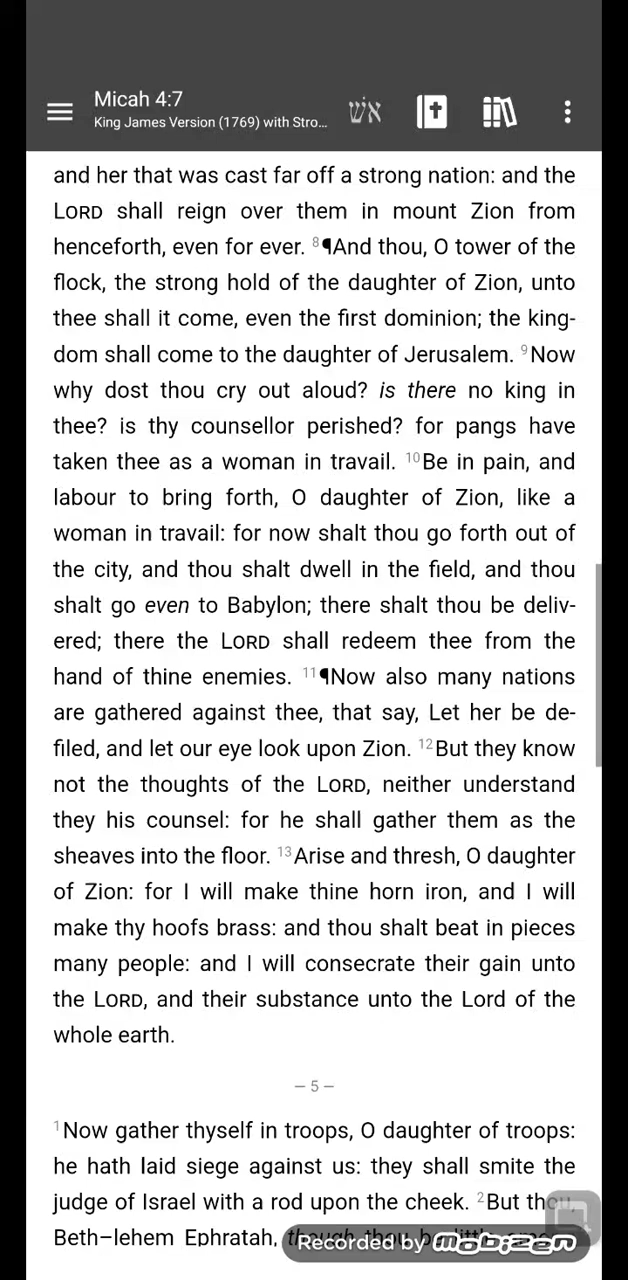 Micah 4:7
King James Version (1769) with Stro...
אש
and her that was cast far off a strong nation: and the
LORD shall reign over them in mount Zion from
henceforth, even for ever. 8¶And thou, O tower of the
flock, the strong hold of the daughter of Zion, unto
thee shall it come, even the first dominion; the king-
dom shall come to the daughter of Jerusalem. 9Now
why dost thou cry out aloud? is there no king in
thee? is thy counsellor perished? for pangs have
taken thee as a woman in travail. 10Be in pain, and
labour to bring forth, O daughter of Zion, like a
woman in travail: for now shalt thou go forth out of
the city, and thou shalt dwell in the field, and thou
shalt go even to Babylon; there shalt thou be deliv-
ered; there the LORD shall redeem thee from the
hand of thine enemies. 11¶Now also many nations
are gathered against thee, that say, Let her be de-
filed, and let our eye look upon Zion. 12But they know
not the thoughts of the LORD, neither understand
they his counsel: for he shall gather them as the
sheaves into the floor. 13Arise and thresh, O daughter
of Zion: for I will make thine horn iron, and I will
make thy hoofs brass: and thou shalt beat in pieces
many people: and I will consecrate their gain unto
the LORD, and their substance unto the Lord of the
whole earth.
– 5 –
1Now gather thyself in troops, O daughter of troops:
he hath laid siege against us: they shall smite the
judge of Israel with a rod upon the cheek. 2But thou,
Beth–lehem Ephratah, though thou be little
Recorded by mobizen